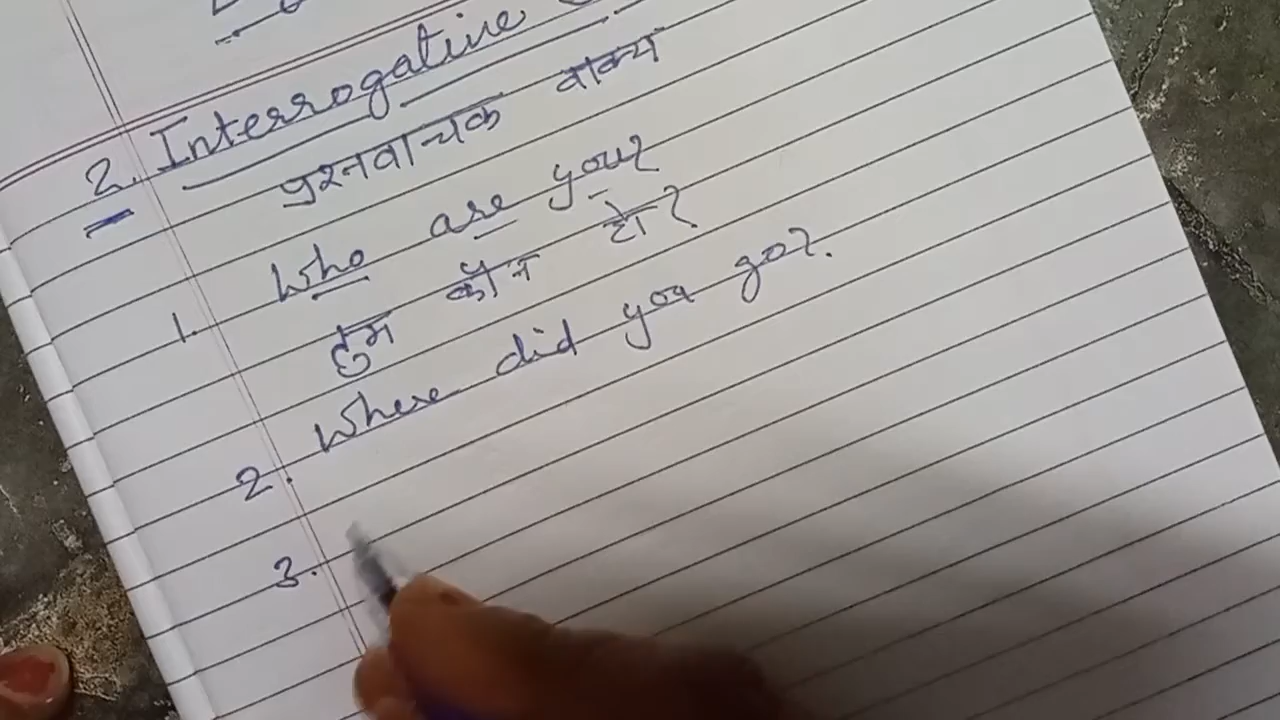 2. Interrogative
प्रश्नवाचक वाक्य
1. Who are you?
तुम कौन हो?
2. Where did you go?.
3.